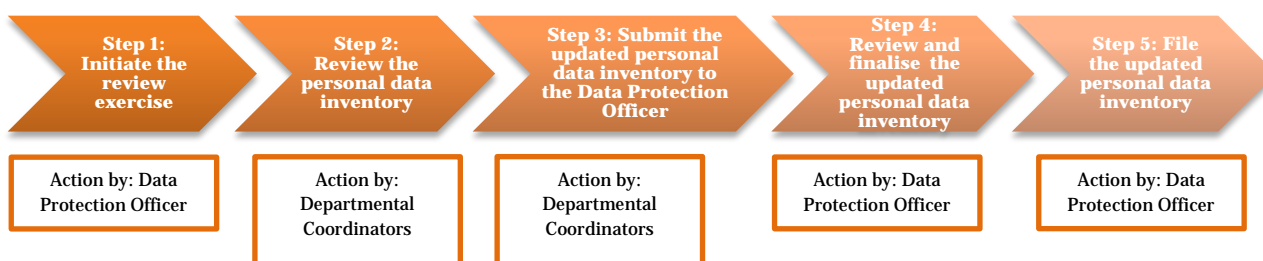 Step 1:
Initiate the
review
exercise
Step 2:
Review the
personal data
inventory
Step 3: Submit the
updated personal
data inventory to
the Data Protection
Officer
Step 4:
Review and
finalise the
updated
personal data
inventory
Step 5: File
the updated
personal data
inventory
Action by: Data
Protection Officer
Action by:
Departmental
Coordinators
Action by:
Departmental
Coordinators
Action by: Data
Protection Officer
Action by: Data
Protection Officer